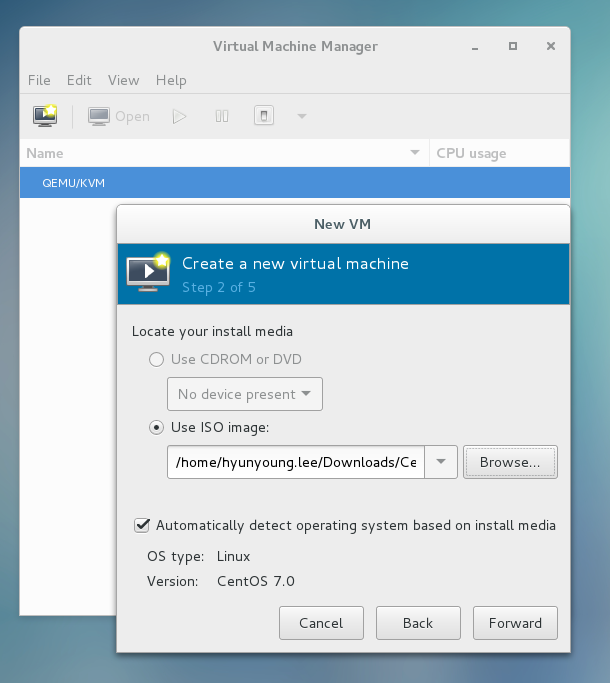 Virtual Machine Manager
File Edit View Help
Open
Name CPU usage
QEMU/KVM
New VM
Create a new virtual machine
Step 2 of 5
Locate your install media
Use CDROM or DVD
No device present
Use ISO image:
/home/hyunyoung.lee/Downloads/Ce
Browse...
Automatically detect operating system based on install media
OS type: Linux
Version: CentOS 7.0
Cancel Back Forward